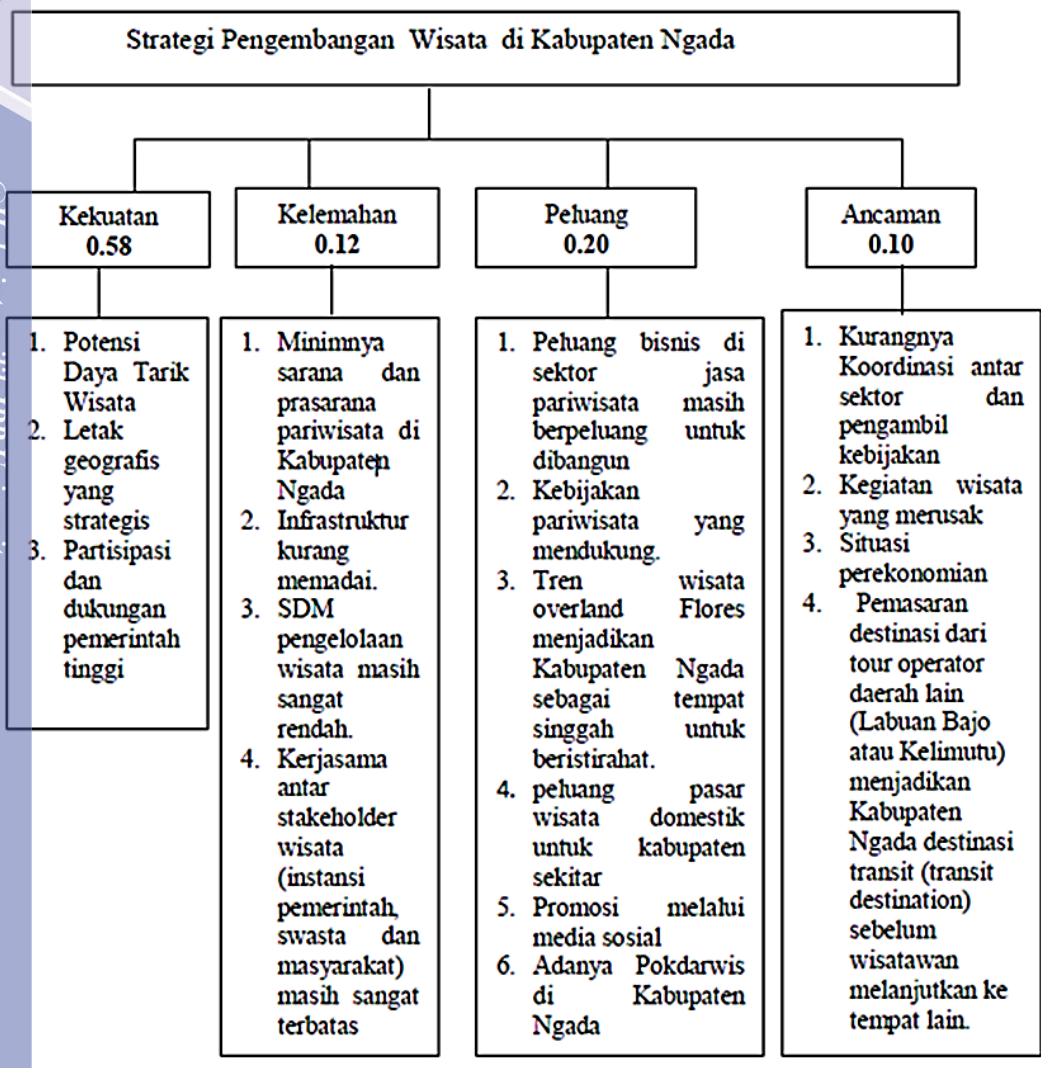 Strategi Pengembangan Wisata di Kabupaten Ngada
Kekuatan
0.58
Kelemahan
0.12
Peluang
0.20
Ancaman
0.10
1. Potensi
Daya Tarik
Wisata
2. Letak
geografis
yang
strategis
3. Partisipasi
dan
dukungan
pemerintah
tinggi
1. Minimnya
sarana dan
prasarana
pariwisata di
Kabupaten
Ngada
2. Infrastruktur
kurang
memadai.
3. SDM
pengelolaan
wisata masih
sangat
rendah.
4. Kerjasama
antar
stakeholder
wisata
(instansi
pemerintah,
swasta dan
masyarakat)
masih sangat
terbatas
1. Peluang bisnis di
sektor jasa
pariwisata masih
berpeluang untuk
dibangun
2. Kebijakan
pariwisata yang
mendukung.
3. Tren wisata
overland Flores
menjadikan
Kabupaten Ngada
sebagai tempat
singgah untuk
beristirahat.
4. peluang pasar
wisata domestik
untuk kabupaten
sekitar
5. Promosi melalui
media sosial
6. Adanya Pokdarwis
di Kabupaten
Ngada
1. Kurangnya
Koordinasi antar
sektor dan
pengambil
kebijakan
2. Kegiatan wisata
yang merusak
3. Situasi
perekonomian
4. Pemasaran
destinasi dari
tour operator
daerah lain
(Labuan Bajo
atau Kelimutu)
menjadikan
Kabupaten
Ngada destinasi
transit (transit
destination)
sebelum
wisatawan
melanjutkan ke
tempat lain.